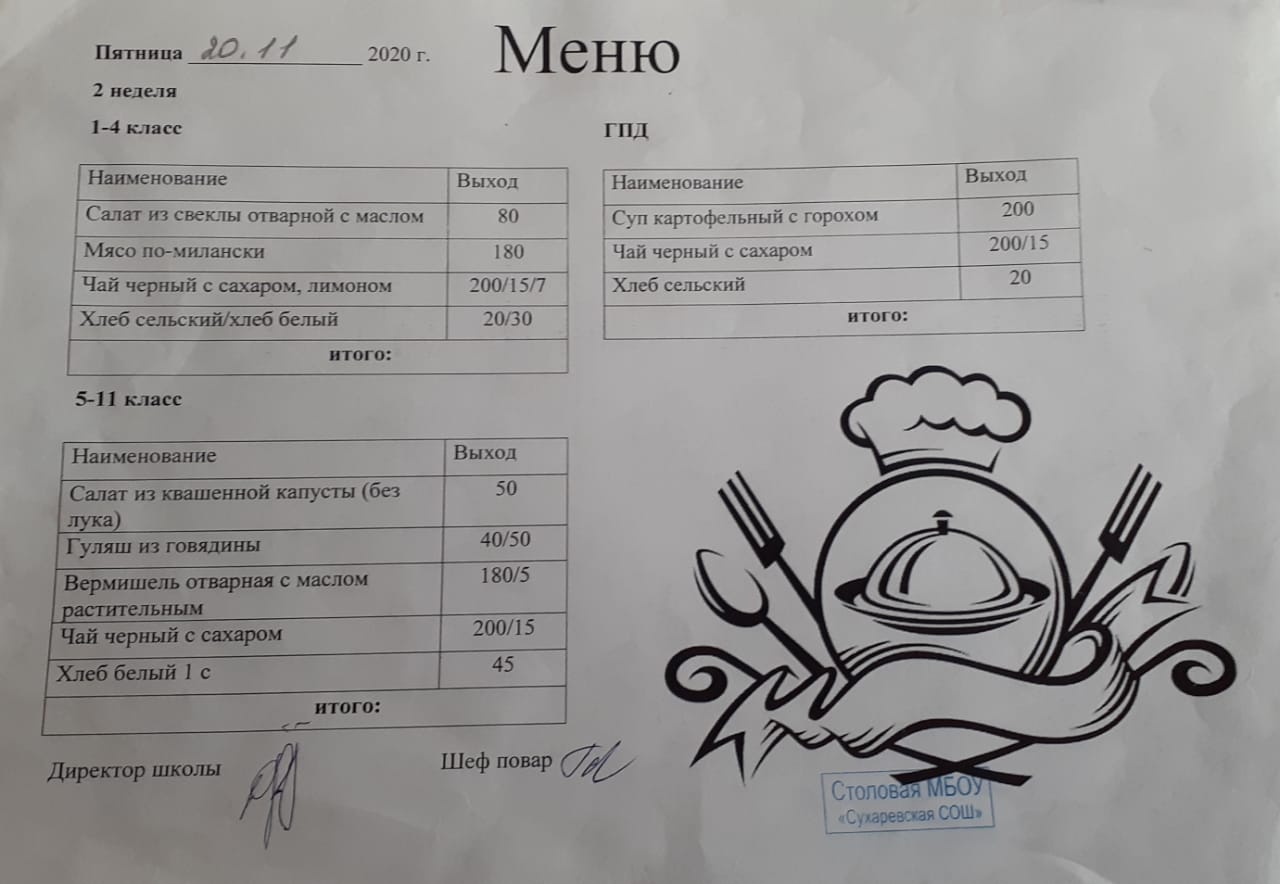 Меню
Пятница 20.11 2020 г.
2 неделя
1-4 класс
Наименование Выход
Салат из свеклы отварной с маслом 80
Мясо по-милански 180
Чай черный с сахаром, лимоном 200/15/7
Хлеб сельский/хлеб белый 20/30
итого:
ГПД
Наименование Выход
Суп картофельный с горохом 200
Чай черный с сахаром 200/15
Хлеб сельский 20
итого:
5-11 класс
Наименование Выход
Салат из квашенной капусты (без
лука) 50
Гуляш из говядины 40/50
Вермишель отварная с маслом
растительным 180/5
Чай черный с сахаром 200/15
Хлеб белый 1 с 45
итого:
Директор школы
Шеф повар
Столовая МБОУ
«Сухаревская СОШ»